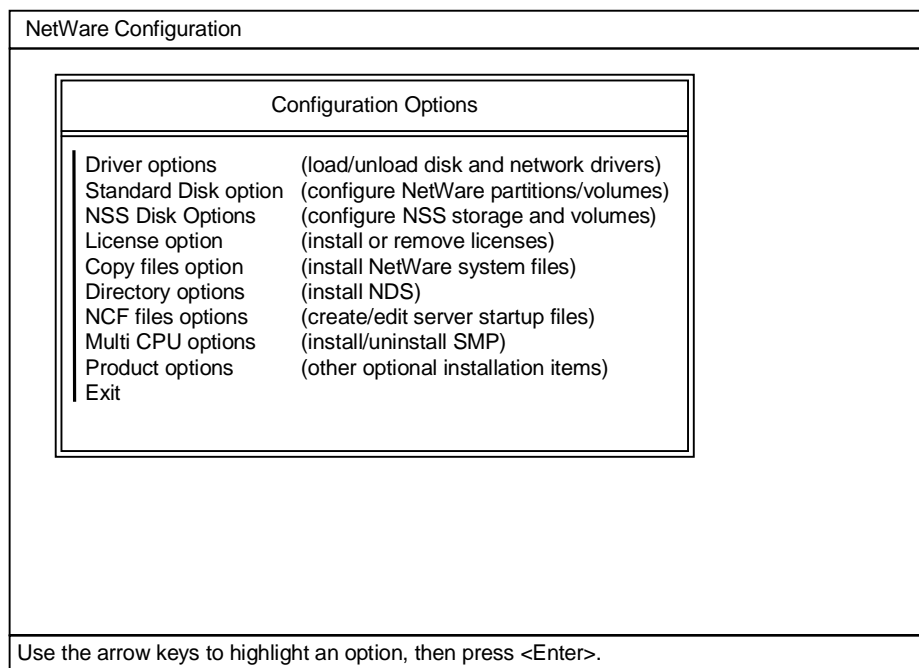 NetWare Configuration
Configuration Options
Driver options (load/unload disk and network drivers)
Standard Disk option (configure NetWare partitions/volumes)
NSS Disk Options (configure NSS storage and volumes)
License option (install or remove licenses)
Copy files option (install NetWare system files)
Directory options (install NDS)
NCF files options (create/edit server startup files)
Multi CPU options (install/uninstall SMP)
Product options (other optional installation items)
Exit
Use the arrow keys to highlight an option, then press <Enter>.